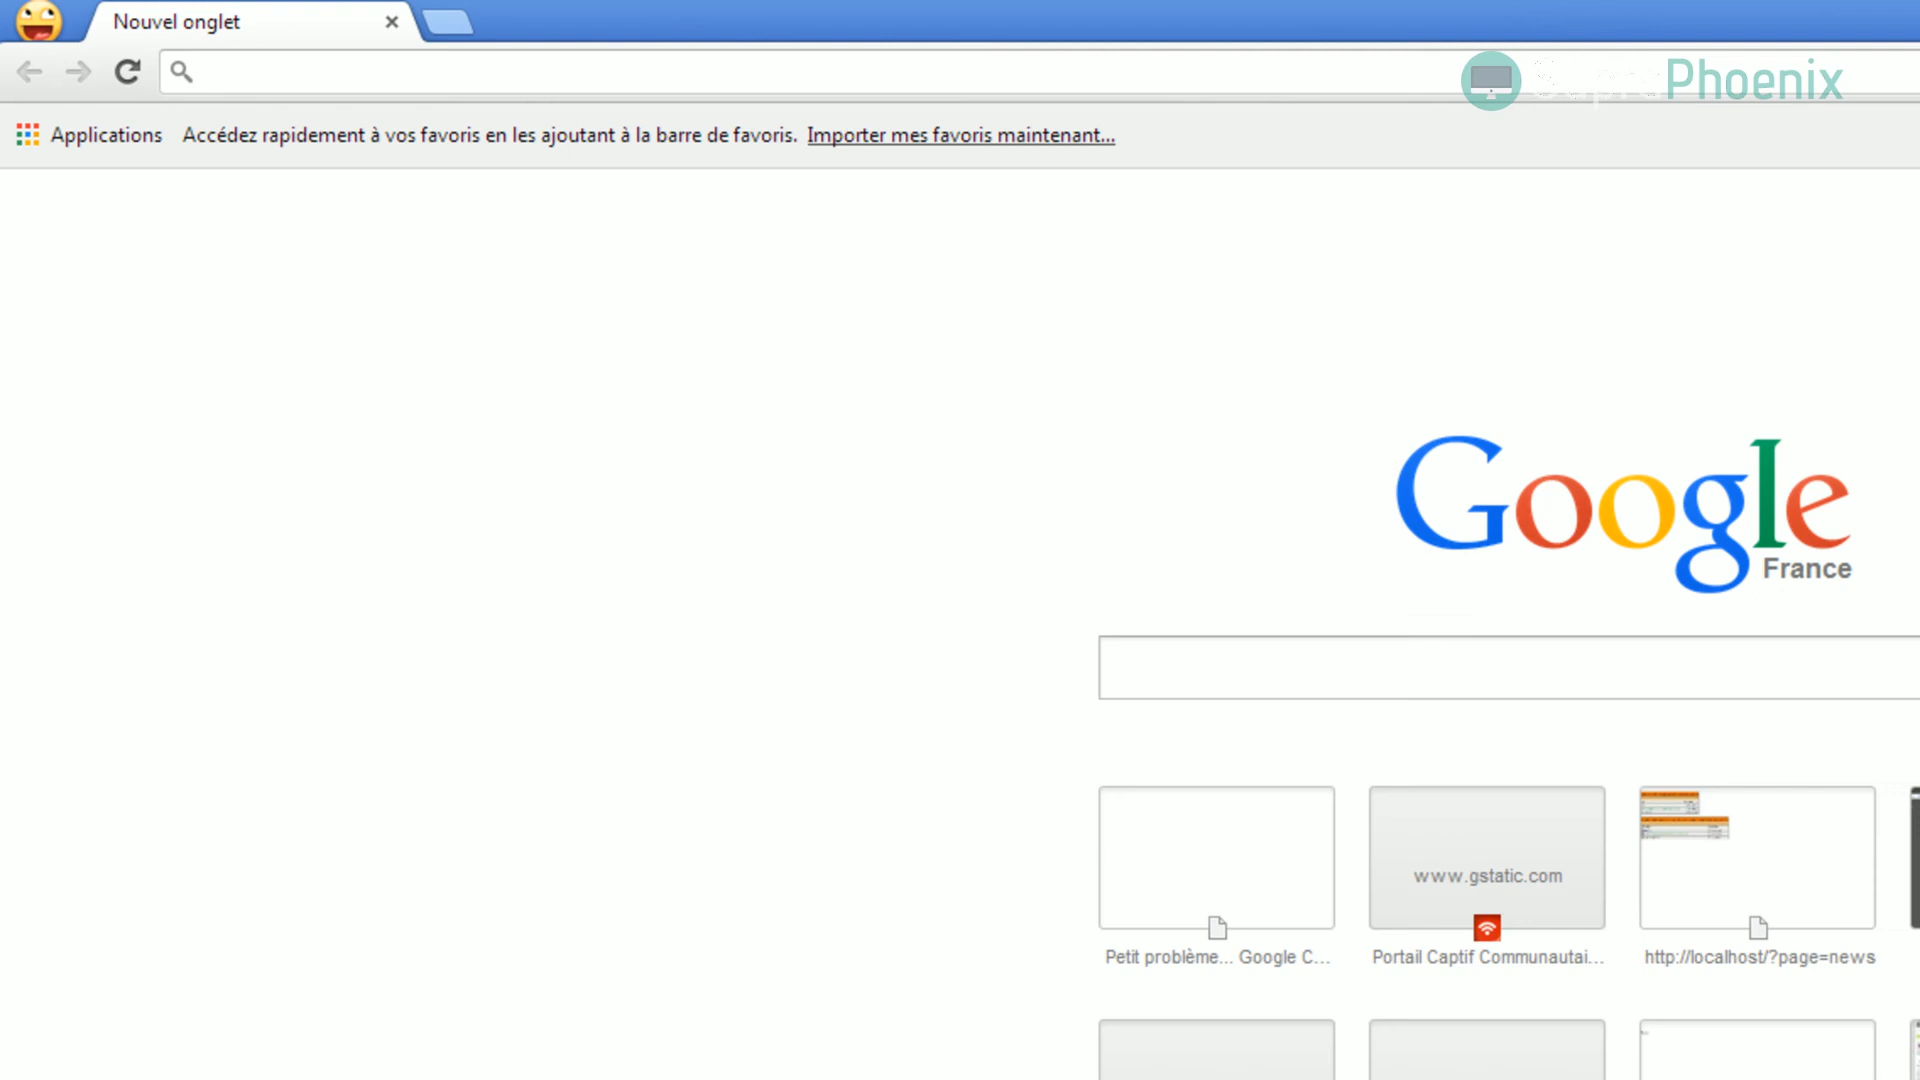 Nouvel onglet
SupraPhoenix
Applications Accédez rapidement à vos favoris en les ajoutant à la barre de favoris. Importer mes favoris maintenant...
Google
France
www.gstatic.com
Petit problème... Google C...
Portail Captif Communautai...
http://localhost/?page=news